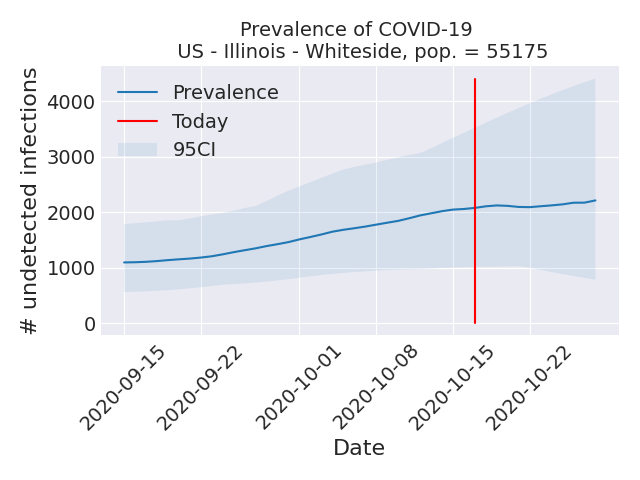 Prevalence of COVID-19
US - Illinois - Whiteside, pop. = 55175
# undetected infections
4000
3000
2000
1000
0
Prevalence
Today
95CI
2020-09-15
2020-09-22
2020-10-01
2020-10-08
2020-10-15
2020-10-22
Date